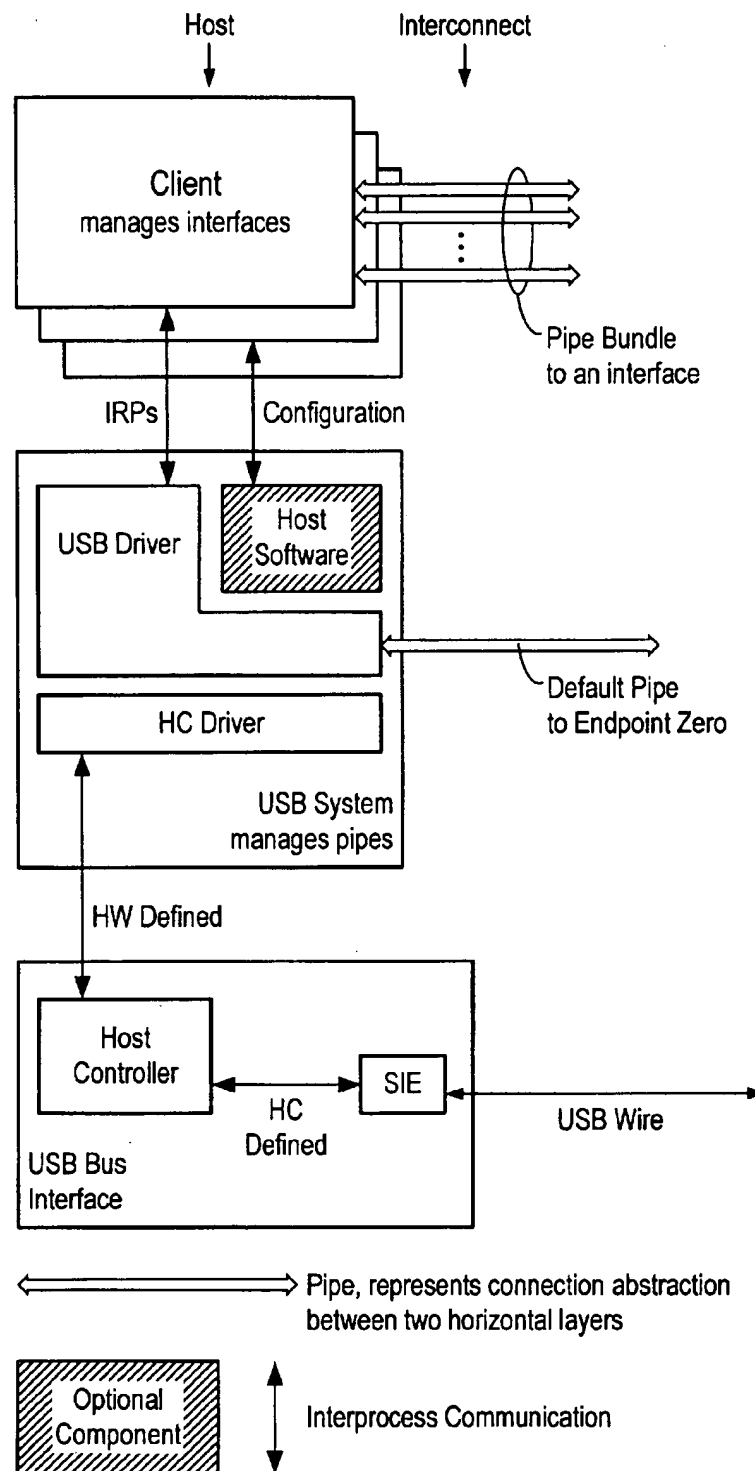 Host
Interconnect
Client
manages interfaces
Pipe Bundle
to an interface
IRPs
Configuration
USB Driver
Host
Software
Default Pipe
to Endpoint Zero
HC Driver
USB System
manages pipes
HW Defined
Host
Controller
SIE
HC
Defined
USB Wire
USB Bus
Interface
Pipe, represents connection abstraction
between two horizontal layers
Optional
Component
Interprocess Communication